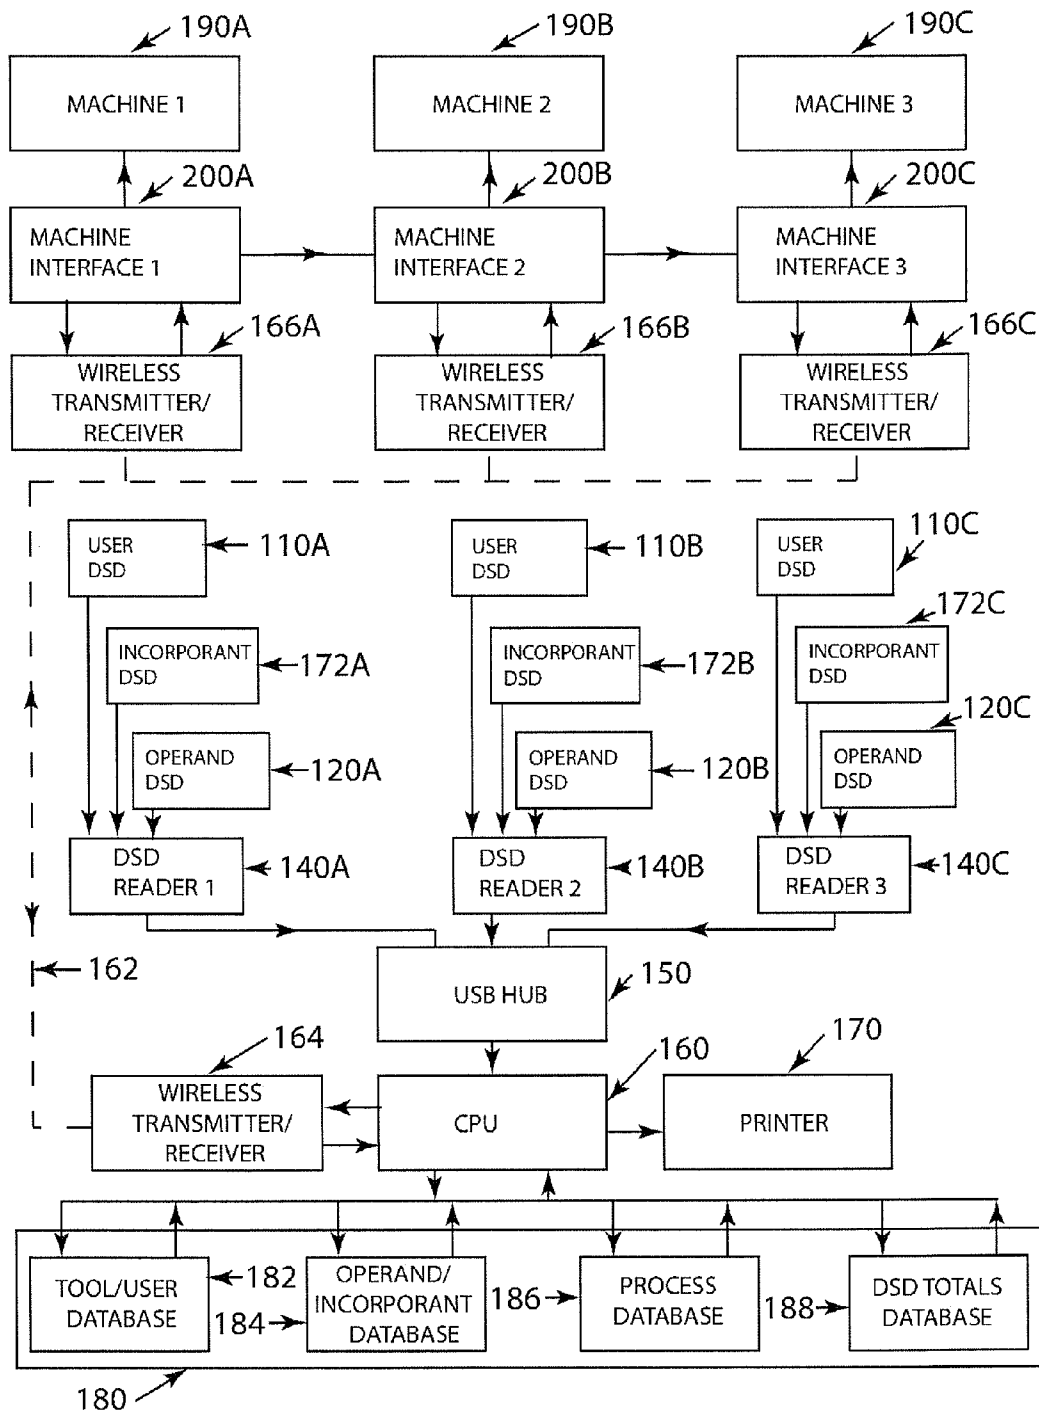 190A
190B
190C
MACHINE 1
MACHINE 2
MACHINE 3
200A
200B
200C
MACHINE
INTERFACE 1
MACHINE
INTERFACE 2
MACHINE
INTERFACE 3
166A
166B
166C
WIRELESS
TRANSMITTER/
RECEIVER
WIRELESS
TRANSMITTER/
RECEIVER
WIRELESS
TRANSMITTER/
RECEIVER
USER
DSD
110A
USER
DSD
110B
USER
DSD
110C
INCORPORANT
DSD
172A
INCORPORANT
DSD
172B
INCORPORANT
DSD
172C
OPERAND
DSD
120A
OPERAND
DSD
120B
OPERAND
DSD
120C
DSD
READER 1
140A
DSD
READER 2
140B
DSD
READER 3
140C
162
USB HUB
150
164
160
170
WIRELESS
TRANSMITTER/
RECEIVER
CPU
PRINTER
TOOL/USER
DATABASE
182
184
OPERAND/
INCORPORANT
DATABASE
186
PROCESS
DATABASE
188
DSD TOTALS
DATABASE
180